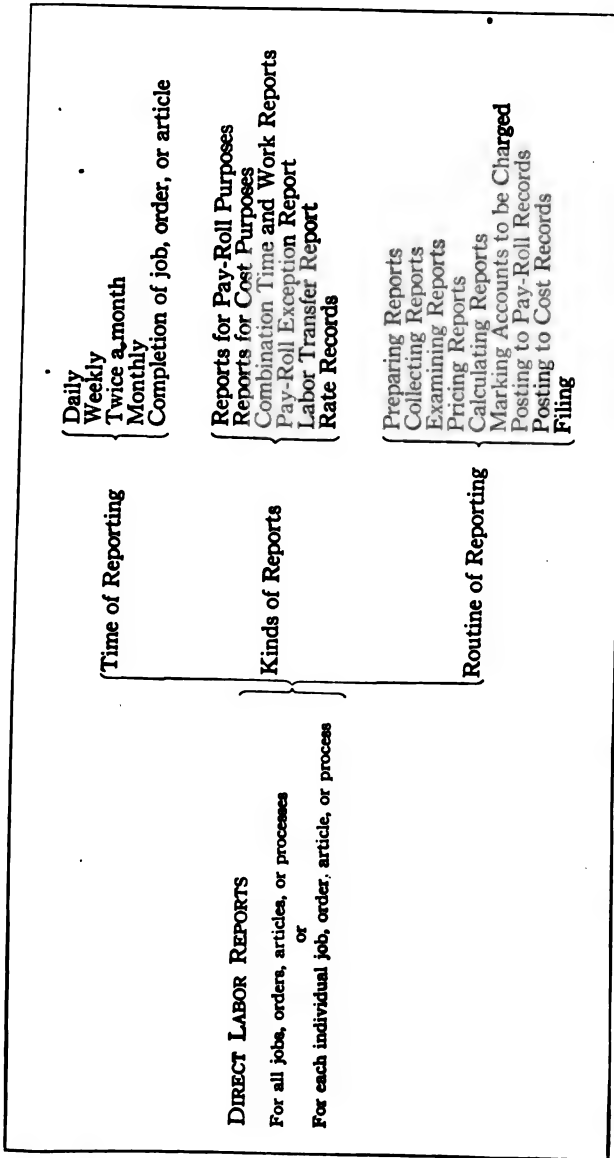 DIRECT LABOR REPORTS
For all jobs, orders, articles, or processes
or
For each individual job, order, article, or process
Time of Reporting
Daily
Weekly
Twice a month
Monthly
Completion of job, order, or article
Kinds of Reports
Reports for Pay-Roll Purposes
Reports for Cost Purposes
Combination Time and Work Reports
Pay-Roll Exception Report
Labor Transfer Report
Rate Records
Routine of Reporting
Preparing Reports
Collecting Reports
Examining Reports
Pricing Reports
Calculating Reports
Marking Accounts to be Charged
Posting to Pay-Roll Records
Posting to Cost Records
Filing